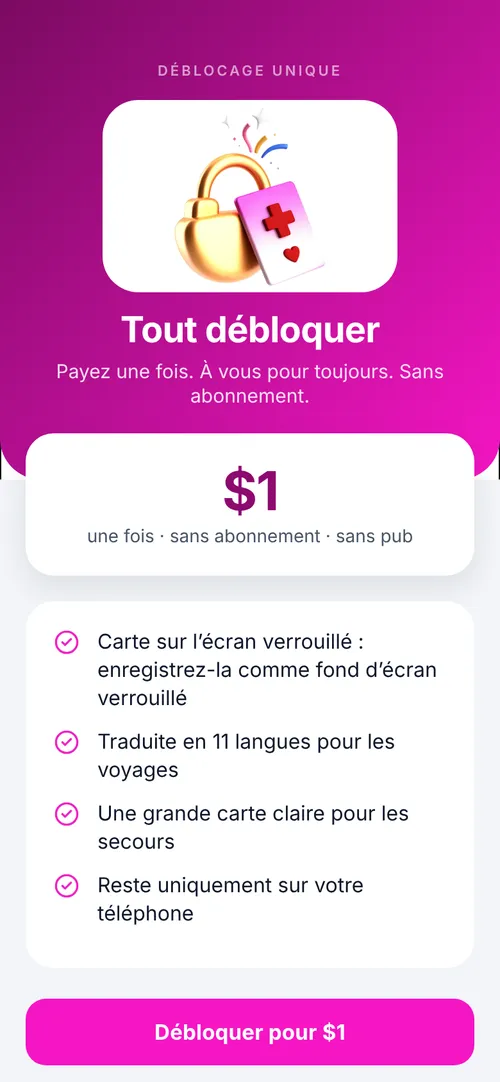 DÉBLOCAGE UNIQUE
Tout débloquer
Payez une fois. À vous pour toujours. Sans
abonnement.
$1
une fois · sans abonnement · sans pub
Carte sur l’écran verrouillé :
enregistrez-la comme fond d’écran
verrouillé
Traduite en 11 langues pour les
voyages
Une grande carte claire pour les
secours
Reste uniquement sur votre
téléphone
Débloquer pour $1